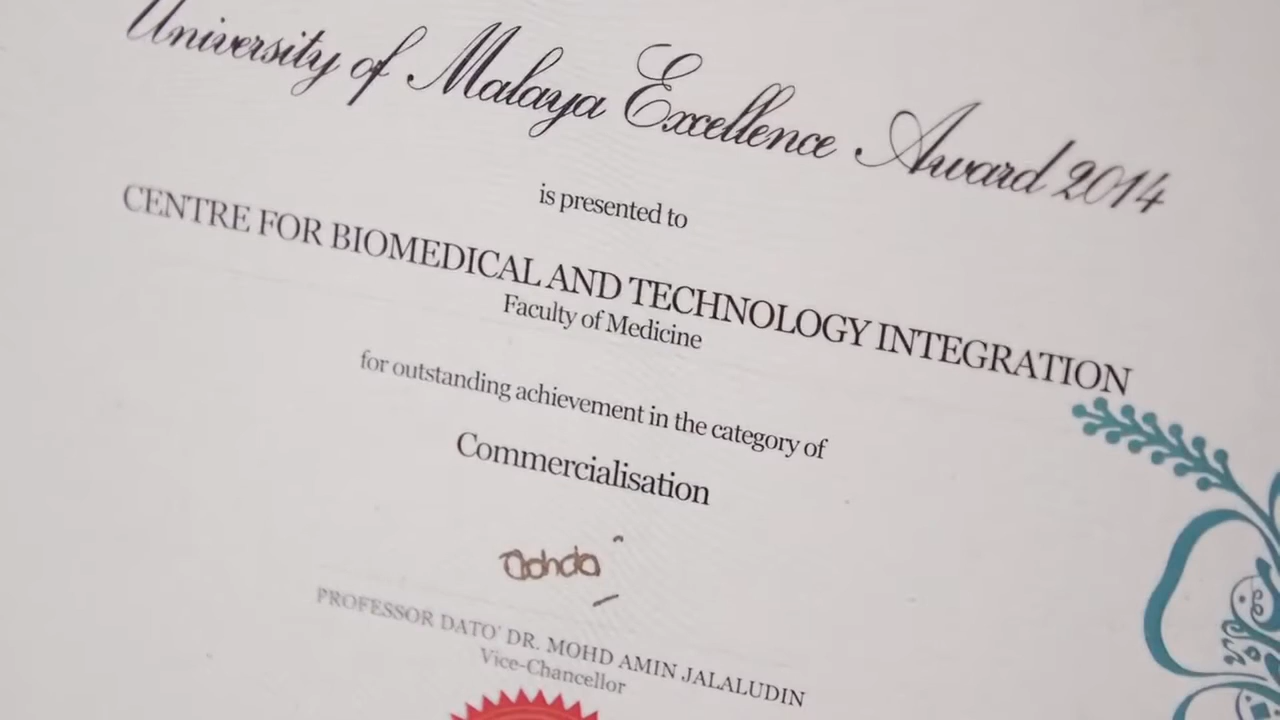 University of Malaya Excellence Award 2014
is presented to
CENTRE FOR BIOMEDICAL AND TECHNOLOGY INTEGRATION
Faculty of Medicine
for outstanding achievement in the category of
Commercialisation
PROFESSOR DATO' DR. MOHD AMIN JALALUDIN
Vice-Chancellor